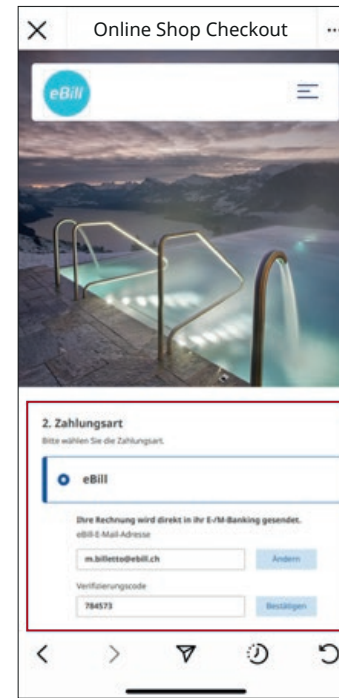 Online Shop Checkout
eBill
2. Zahlungsart
Bitte wählen Sie die Zahlungsart.
eBill
Ihre Rechnung wird direkt in Ihr E-/M-Banking gesendet.
eBill-E-Mail-Adresse
m.billetto@ebill.ch Ändern
Verifizierungscode
784573 Bestätigen